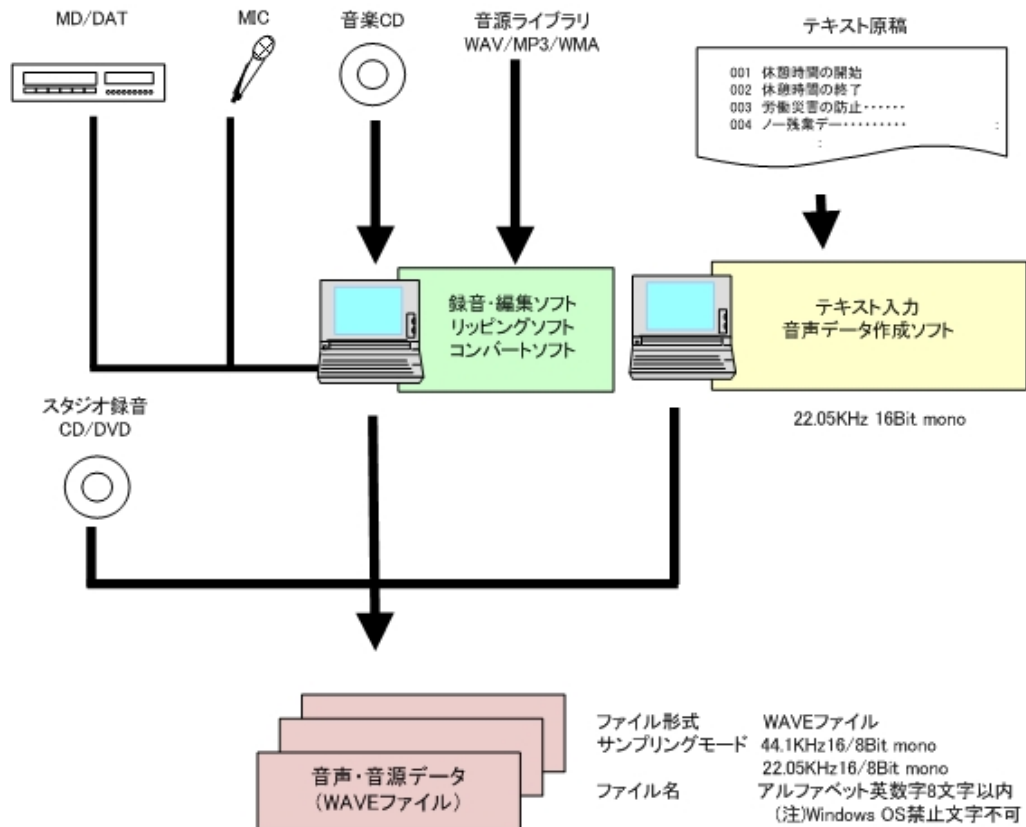 MD/DAT
MIC
音楽CD
音源ライブラリ
WAV/MP3/WMA
テキスト原稿
001 休憩時間の開始
002 休憩時間の終了
003 労働災害の防止‥‥‥
004 ノー残業デー‥‥‥‥‥ :
:
録音・編集ソフト
リッピングソフト
コンバートソフト
テキスト入力
音声データ作成ソフト
22.05KHz 16Bit mono
スタジオ録音
CD/DVD
音声・音源データ
(WAVEファイル)
ファイル形式 WAVEファイル
サンプリングモード 44.1KHz16/8Bit mono
22.05KHz16/8Bit mono
ファイル名 アルファベット英数字8文字以内
(注)Windows OS禁止文字不可